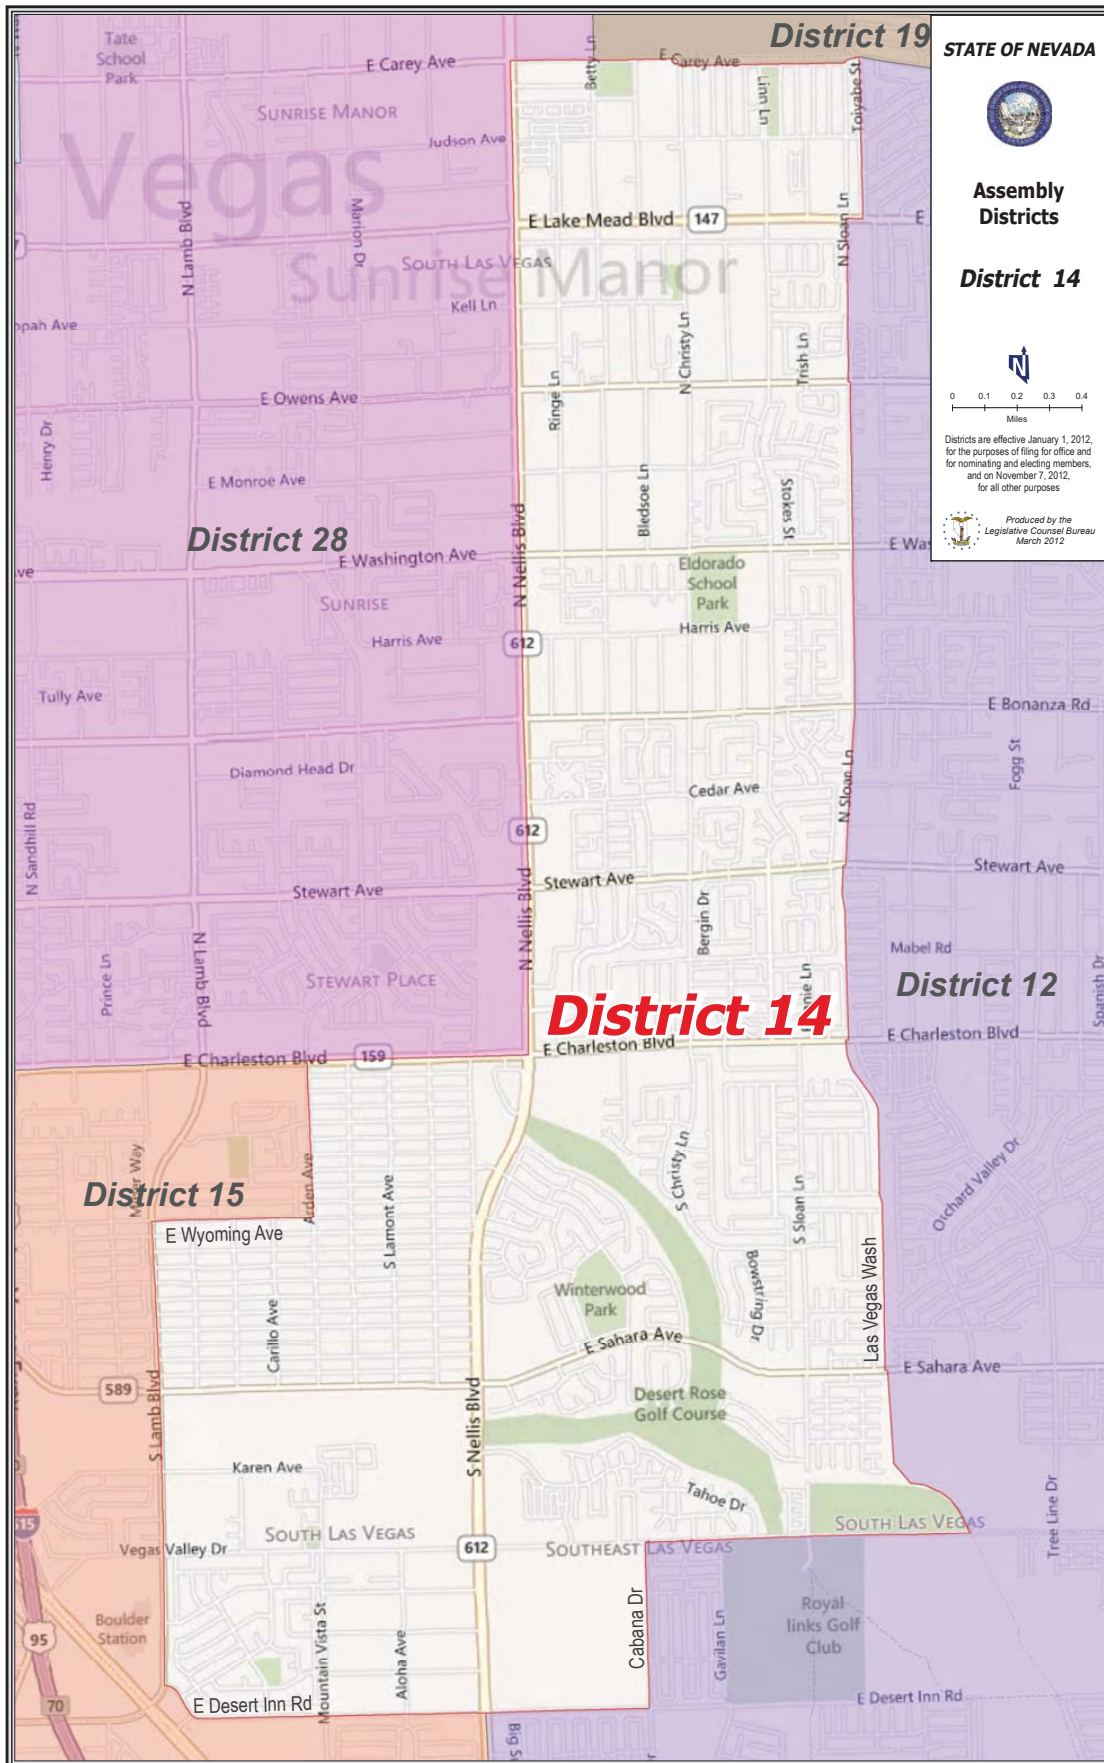 District 19
STATE OF NEVADA
Assembly
Districts
District 14
N
0 0.1 0.2 0.3 0.4
Miles
Districts are effective January 1, 2012,
for the purposes of filing for office and
for nominating and electing members,
and on November 7, 2012,
for all other purposes
Produced by the
Legislative Counsel Bureau
March 2012
Tate
School
Park
E Carey Ave
Betty Ln
E Carey Ave
Linn Ln
Toiyabe St
SUNRISE MANOR
Judson Ave
Vegas
N Lamb Blvd
Marion Dr
E Lake Mead Blvd
147
N Sloan Ln
E
SOUTH LAS VEGAS
Sunrise Manor
Kell Ln
opah Ave
N Christy Ln
Trish Ln
Ringe Ln
E Owens Ave
Henry Dr
E Monroe Ave
Bledsoe Ln
Stokes St
District 28
N Nellis Blvd
E Washington Ave
E Was
ve
Eldorado
School
Park
SUNRISE
Harris Ave
Harris Ave
612
Tully Ave
E Bonanza Rd
Fogg St
Diamond Head Dr
Cedar Ave
N Sloan Ln
N Sandhill Rd
612
Stewart Ave
Stewart Ave
Stewart Ave
N Nellis Blvd
Bergin Dr
Mabel Rd
N Lamb Blvd
Prince Ln
STEWART PLACE
nie Ln
District 12
Spanish Dr
District 14
E Charleston Blvd
159
E Charleston Blvd
E Charleston Blvd
Way
Arden Ave
S Lamont Ave
S Christy Ln
S Sloan Ln
Orchard Valley Dr
District 15
E Wyoming Ave
Las Vegas Wash
Bowstring Dr
Winterwood
Park
Carillo Ave
E Sahara Ave
E Sahara Ave
589
S Lamb Blvd
S Nellis Blvd
Desert Rose
Golf Course
Karen Ave
Tahoe Dr
Tree Line Dr
515
SOUTH LAS VEGAS
SOUTH LAS VEGAS
Vegas Valley Dr
612
SOUTHEAST LAS VEGAS
Boulder
Station
95
Mountain Vista St
Aloha Ave
Cabana Dr
Gavilan Ln
Royal
links Golf
Club
70
E Desert Inn Rd
E Desert Inn Rd